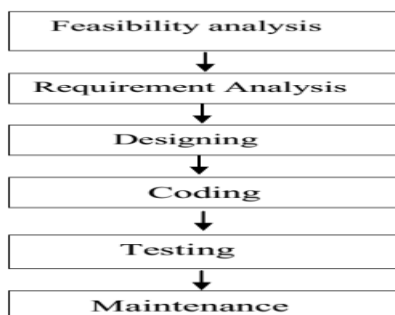 Feasibility analysis
Requirement Analysis
Designing
Coding
Testing
Maintenance